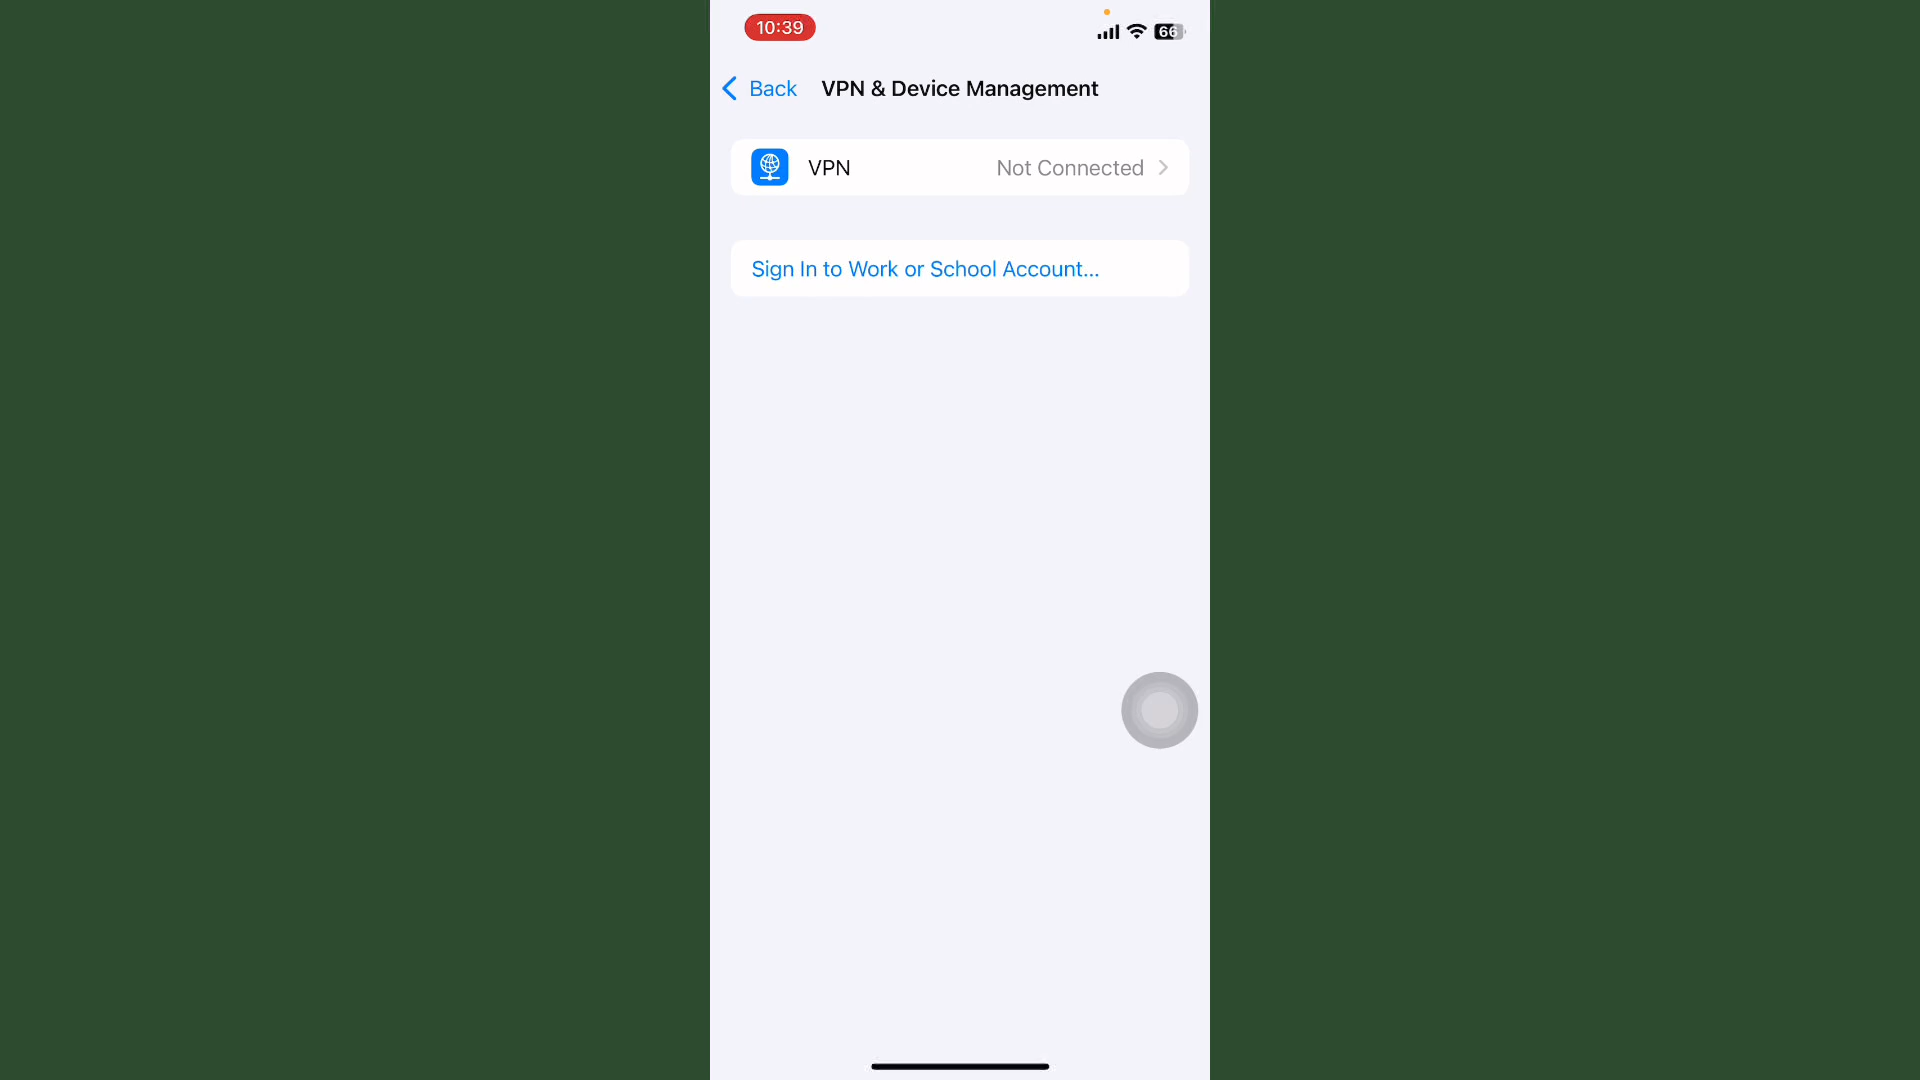 10:39
66
Back
VPN & Device Management
VPN
Not Connected
Sign In to Work or School Account...